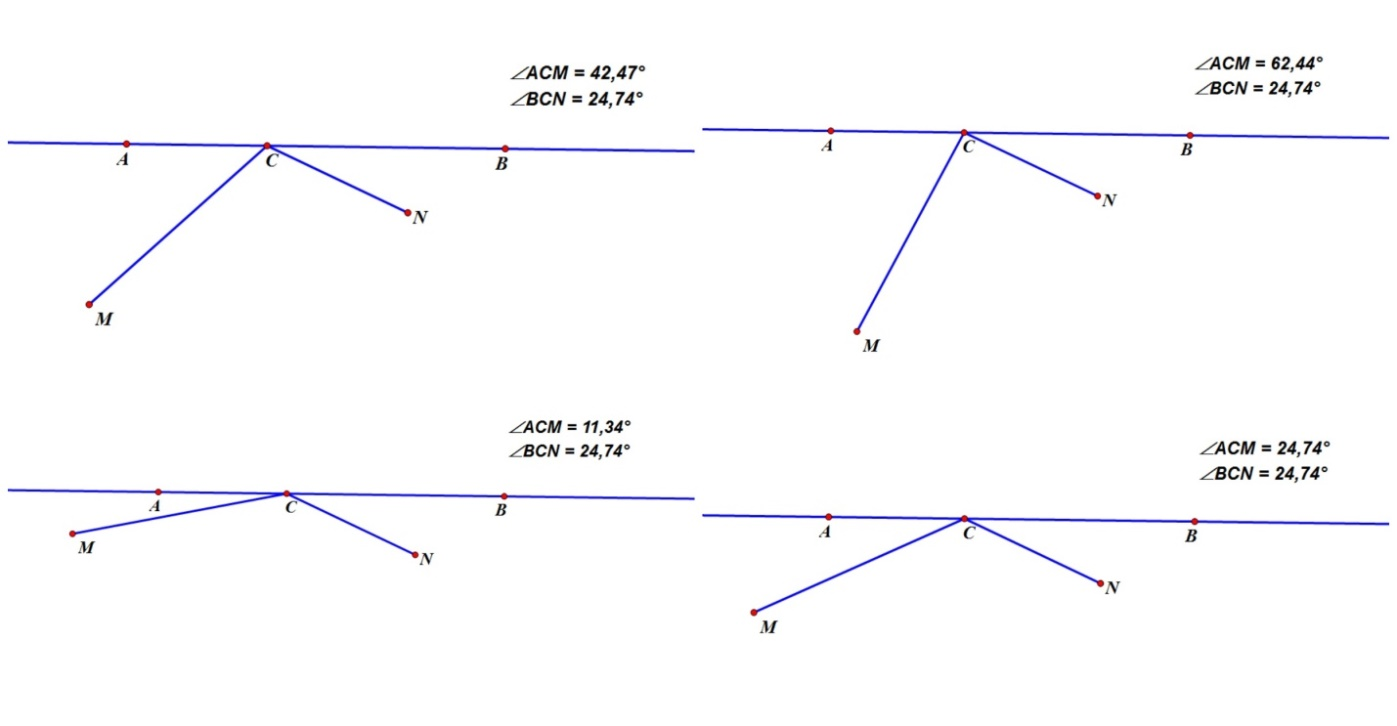 ∠ACM = 42,47°
∠BCN = 24,74°
A C B
N
M
∠ACM = 62,44°
∠BCN = 24,74°
A C B
N
M
∠ACM = 11,34°
∠BCN = 24,74°
A C B
M N
∠ACM = 24,74°
∠BCN = 24,74°
A C B
N
M